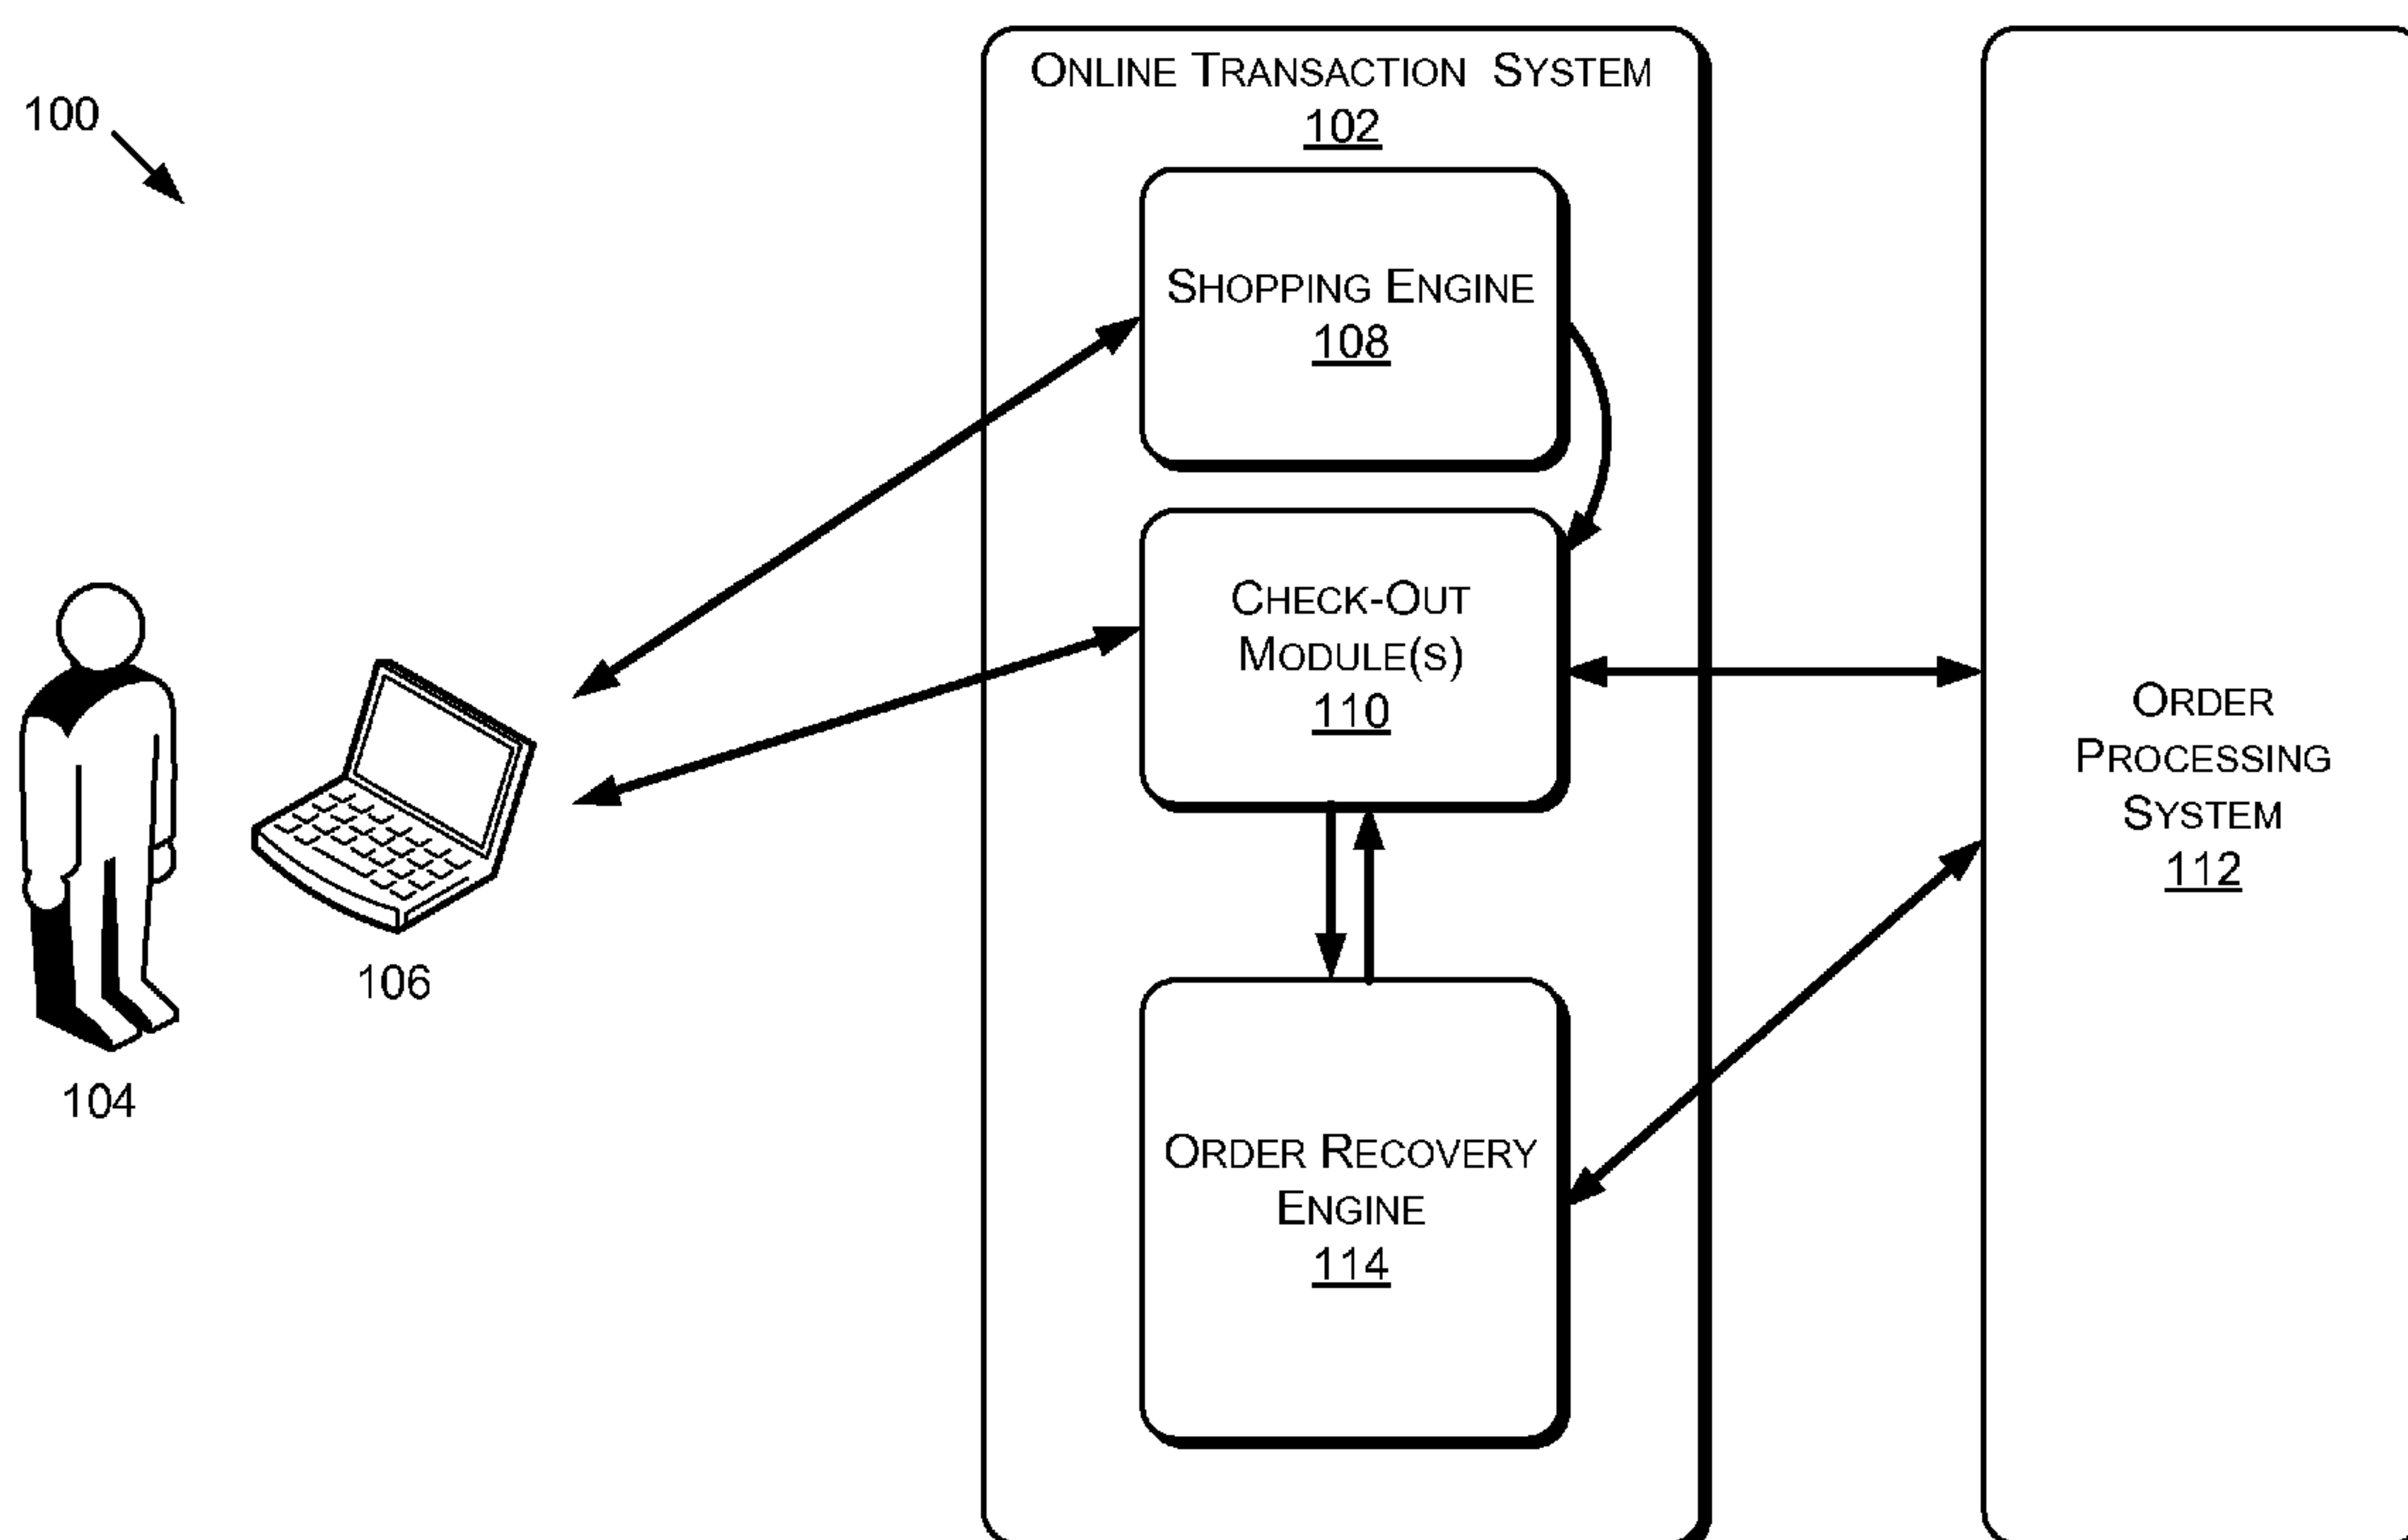 100
ONLINE TRANSACTION SYSTEM
102
SHOPPING ENGINE
108
CHECK-OUT
MODULE(S)
110
ORDER
PROCESSING
SYSTEM
112
106
104
ORDER RECOVERY
ENGINE
114